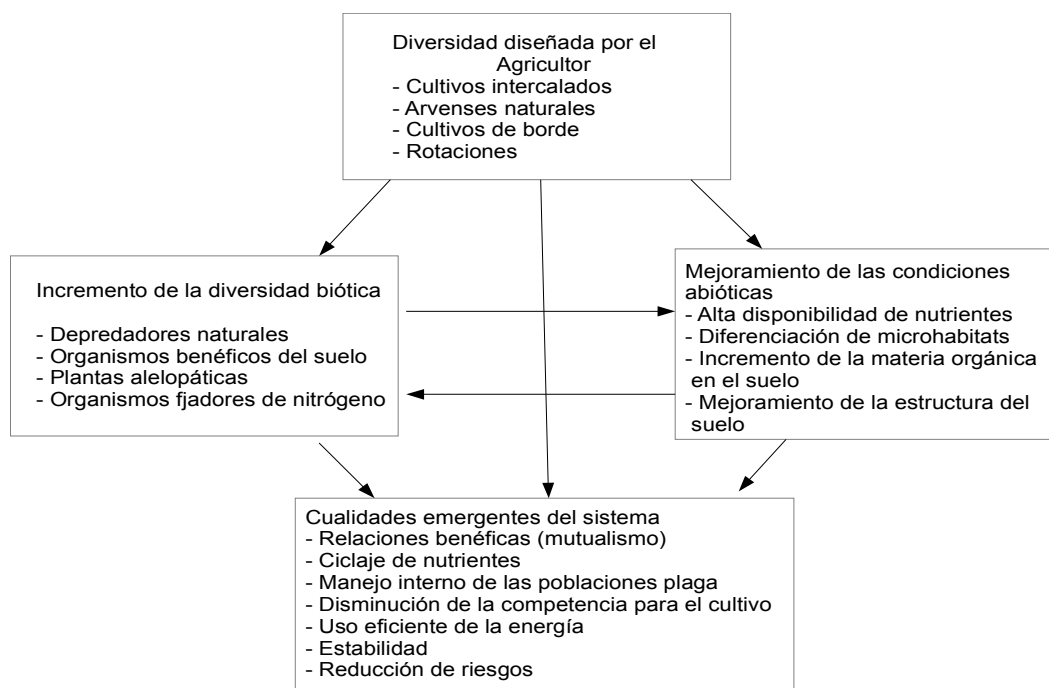 Diversidad diseñada por el
Agricultor
- Cultivos intercalados
- Arvenses naturales
- Cultivos de borde
- Rotaciones
Incremento de la diversidad biótica
- Depredadores naturales
- Organismos benéficos del suelo
- Plantas alelopáticas
- Organismos fjadores de nitrógeno
Mejoramiento de las condiciones
abióticas
- Alta disponibilidad de nutrientes
- Diferenciación de microhabitats
- Incremento de la materia orgánica
en el suelo
- Mejoramiento de la estructura del
suelo
Cualidades emergentes del sistema
- Relaciones benéficas (mutualismo)
- Ciclaje de nutrientes
- Manejo interno de las poblaciones plaga
- Disminución de la competencia para el cultivo
- Uso eficiente de la energía
- Estabilidad
- Reducción de riesgos